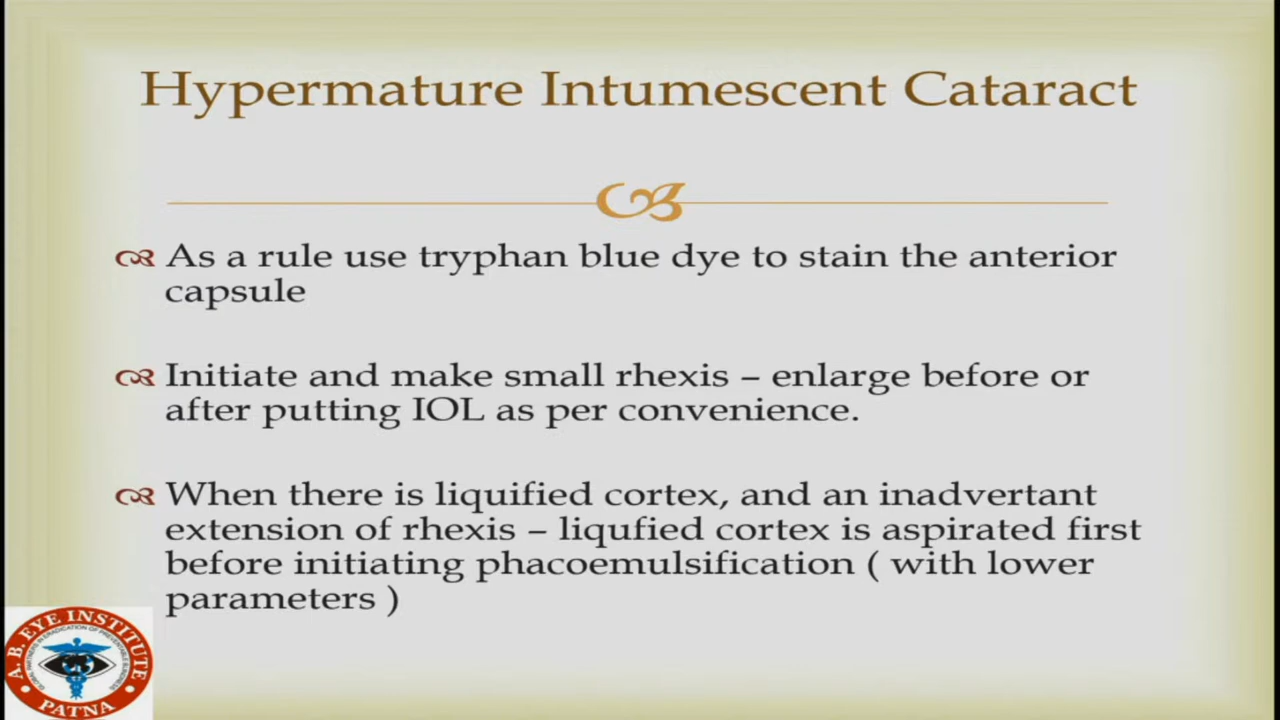 Hypermature Intumescent Cataract
As a rule use tryphan blue dye to stain the anterior
capsule
Initiate and make small rhexis – enlarge before or
after putting IOL as per convenience.
When there is liquified cortex, and an inadvertant
extension of rhexis – liqufied cortex is aspirated first
before initiating phacoemulsification ( with lower
parameters )
A. B. EYE INSTITUTE
PATNA